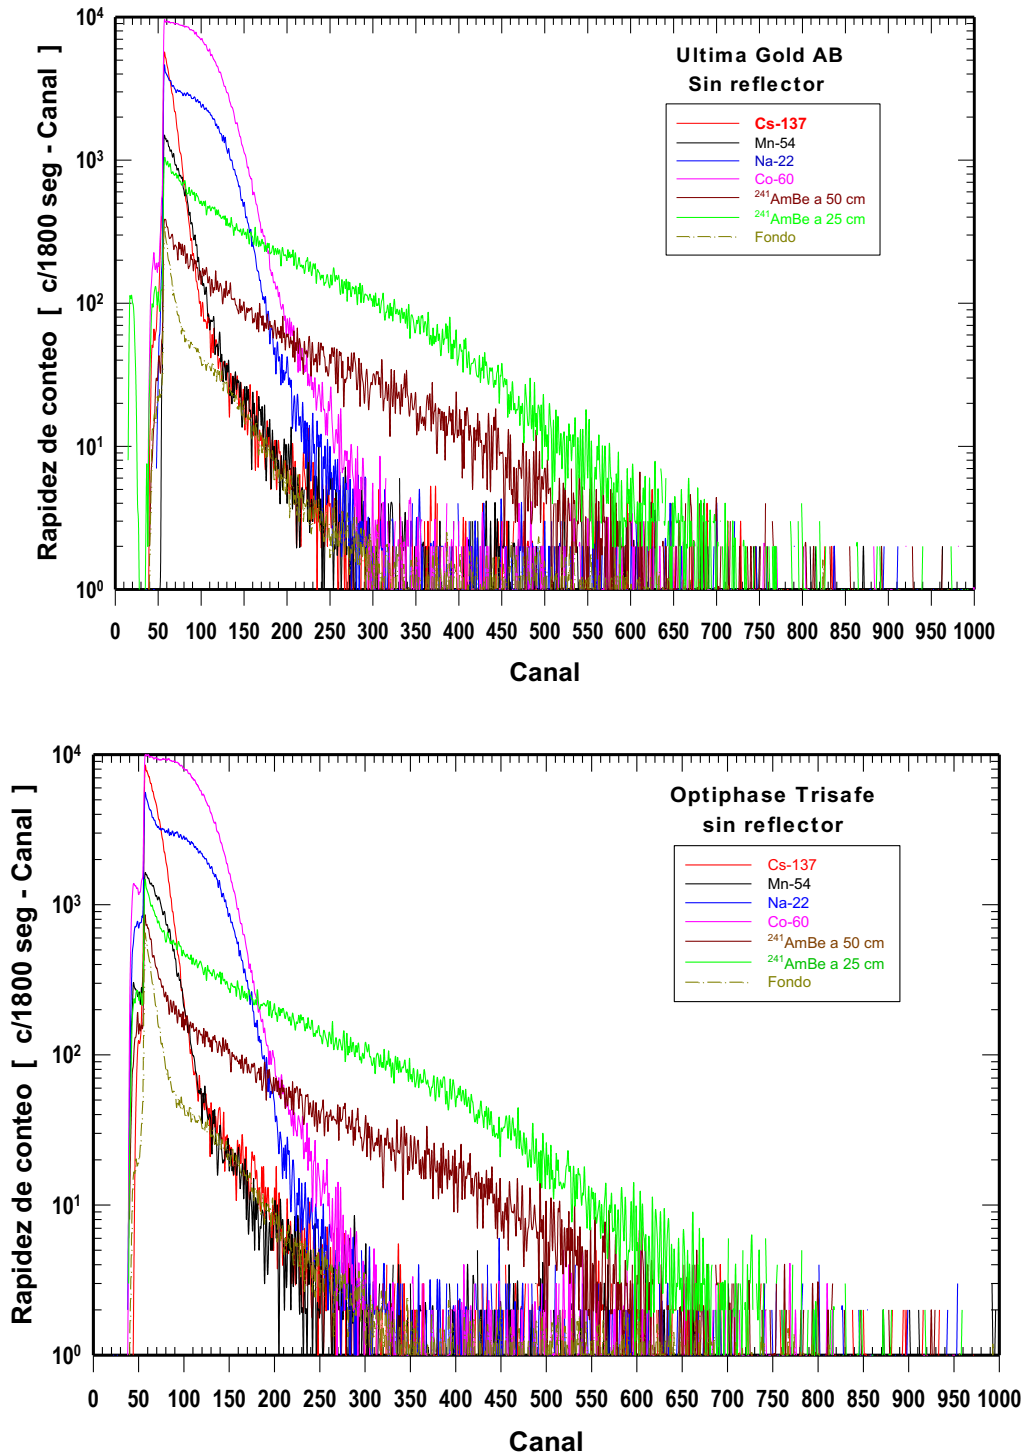 Ultima Gold AB
Sin reflector
Cs-137
Mn-54
Na-22
Co-60
²⁴¹AmBe a 50 cm
²⁴¹AmBe a 25 cm
Fondo
Rapidez de conteo [ c/1800 seg - Canal ]
10⁴
10³
10²
10¹
10⁰
0 50 100 150 200 250 300 350 400 450 500 550 600 650 700 750 800 850 900 950 1000
Canal
Optiphase Trisafe
sin reflector
Cs-137
Mn-54
Na-22
Co-60
²⁴¹AmBe a 50 cm
²⁴¹AmBe a 25 cm
Fondo
Rapidez de conteo [ c/1800 seg - Canal ]
10⁴
10³
10²
10¹
10⁰
0 50 100 150 200 250 300 350 400 450 500 550 600 650 700 750 800 850 900 950 1000
Canal